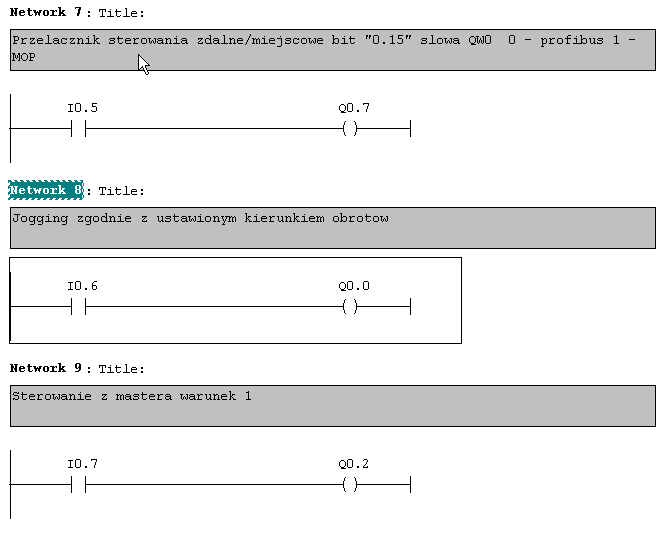 Network 7 : Title:
Przelacznik sterowania zdalne/miejscowe bit "0.15" slowa QW0  0 - profibus 1 -
MOP
I0.5 Q0.7
Network 8 : Title:
Jogging zgodnie z ustawionym kierunkiem obrotow
I0.6 Q0.0
Network 9 : Title:
Sterowanie z mastera warunek 1
I0.7 Q0.2